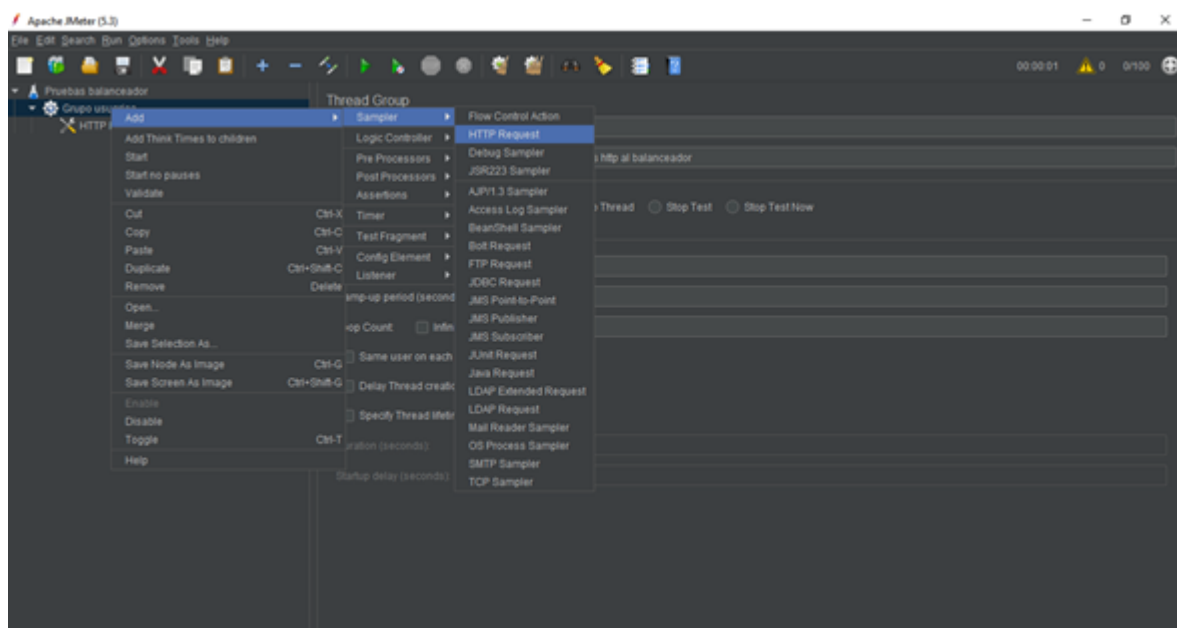 Apache JMeter (5.3)
File Edit Search Run Options Tools Help
00:00:01 0 0/100
Pruebas balanceador
Grupo usuarios
HTTP
Thread Group
Add
Add Think Times to children
Start
Start no pauses
Validate
Cut Ctrl-X
Copy Ctrl-C
Paste Ctrl-V
Duplicate Ctrl+Shift-C
Remove Delete
Open...
Merge
Save Selection As...
Save Node As Image Ctrl-G
Save Screen As Image Ctrl+Shift-G
Enable
Disable
Toggle Ctrl-T
Help
Sampler
Logic Controller
Pre Processors
Post Processors
Assertions
Timer
Test Fragment
Config Element
Listener
Flow Control Action
HTTP Request
Debug Sampler
JSR223 Sampler
AJP/1.3 Sampler
Access Log Sampler
BeanShell Sampler
Bolt Request
FTP Request
JDBC Request
JMS Point-to-Point
JMS Publisher
JMS Subscriber
JUnit Request
Java Request
LDAP Extended Request
LDAP Request
Mail Reader Sampler
OS Process Sampler
SMTP Sampler
TCP Sampler
s http al balanceador
Thread Stop Test Stop Test Now
amp-up period (second
op Count: Infin
Same user on each
Delay Thread creatio
Specify Thread lifeti
uration (seconds):
Startup delay (seconds):